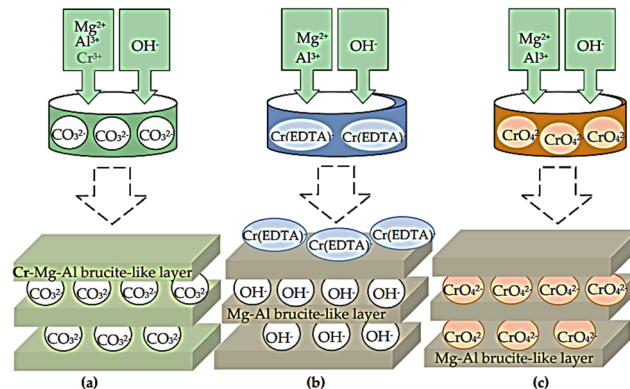 Mg²⁺
Al³⁺
Cr³⁺
OH⁻
CO₃²⁻ CO₃²⁻ CO₃²⁻
Cr-Mg-Al brucite-like layer
CO₃²⁻ CO₃²⁻ CO₃²⁻ CO₃²⁻
CO₃²⁻ CO₃²⁻ CO₃²⁻
(a)
Mg²⁺
Al³⁺
OH⁻
Cr(EDTA)⁻ Cr(EDTA)⁻
Cr(EDTA)⁻ Cr(EDTA)⁻ Cr(EDTA)⁻
OH⁻ OH⁻ OH⁻ OH⁻
Mg-Al brucite-like layer
OH⁻ OH⁻ OH⁻
(b)
Mg²⁺
Al³⁺
OH⁻
CrO₄²⁻ CrO₄²⁻ CrO₄²⁻
CrO₄²⁻ CrO₄²⁻ CrO₄²⁻ CrO₄²⁻
CrO₄²⁻ CrO₄²⁻ CrO₄²⁻
Mg-Al brucite-like layer
(c)